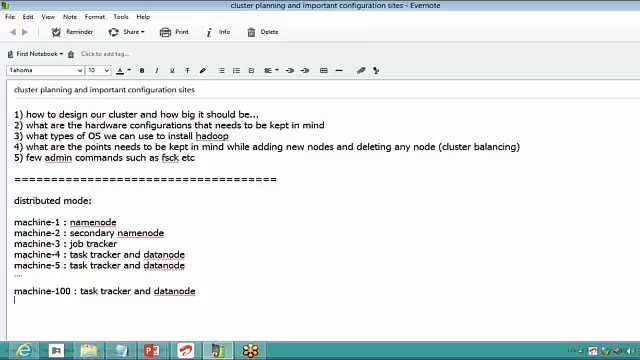 cluster planning and important configuration sites - Evernote
File Edit View Note Format Tools Help
Reminder Share Print Info Delete
First Notebook Click to add tag...
Tahoma 10 A B I U T
cluster planning and important configuration sites
1) how to design our cluster and how big it should be...
2) what are the hardware configurations that needs to be kept in mind
3) what types of OS we can use to install hadoop
4) what are the points needs to be kept in mind while adding new nodes and deleting any node (cluster balancing)
5) few admin commands such as fsck etc
===================================
distributed mode:
machine-1 : namenode
machine-2 : secondary namenode
machine-3 : job tracker
machine-4 : task tracker and datanode
machine-5 : task tracker and datanode
....
machine-100 : task tracker and datanode